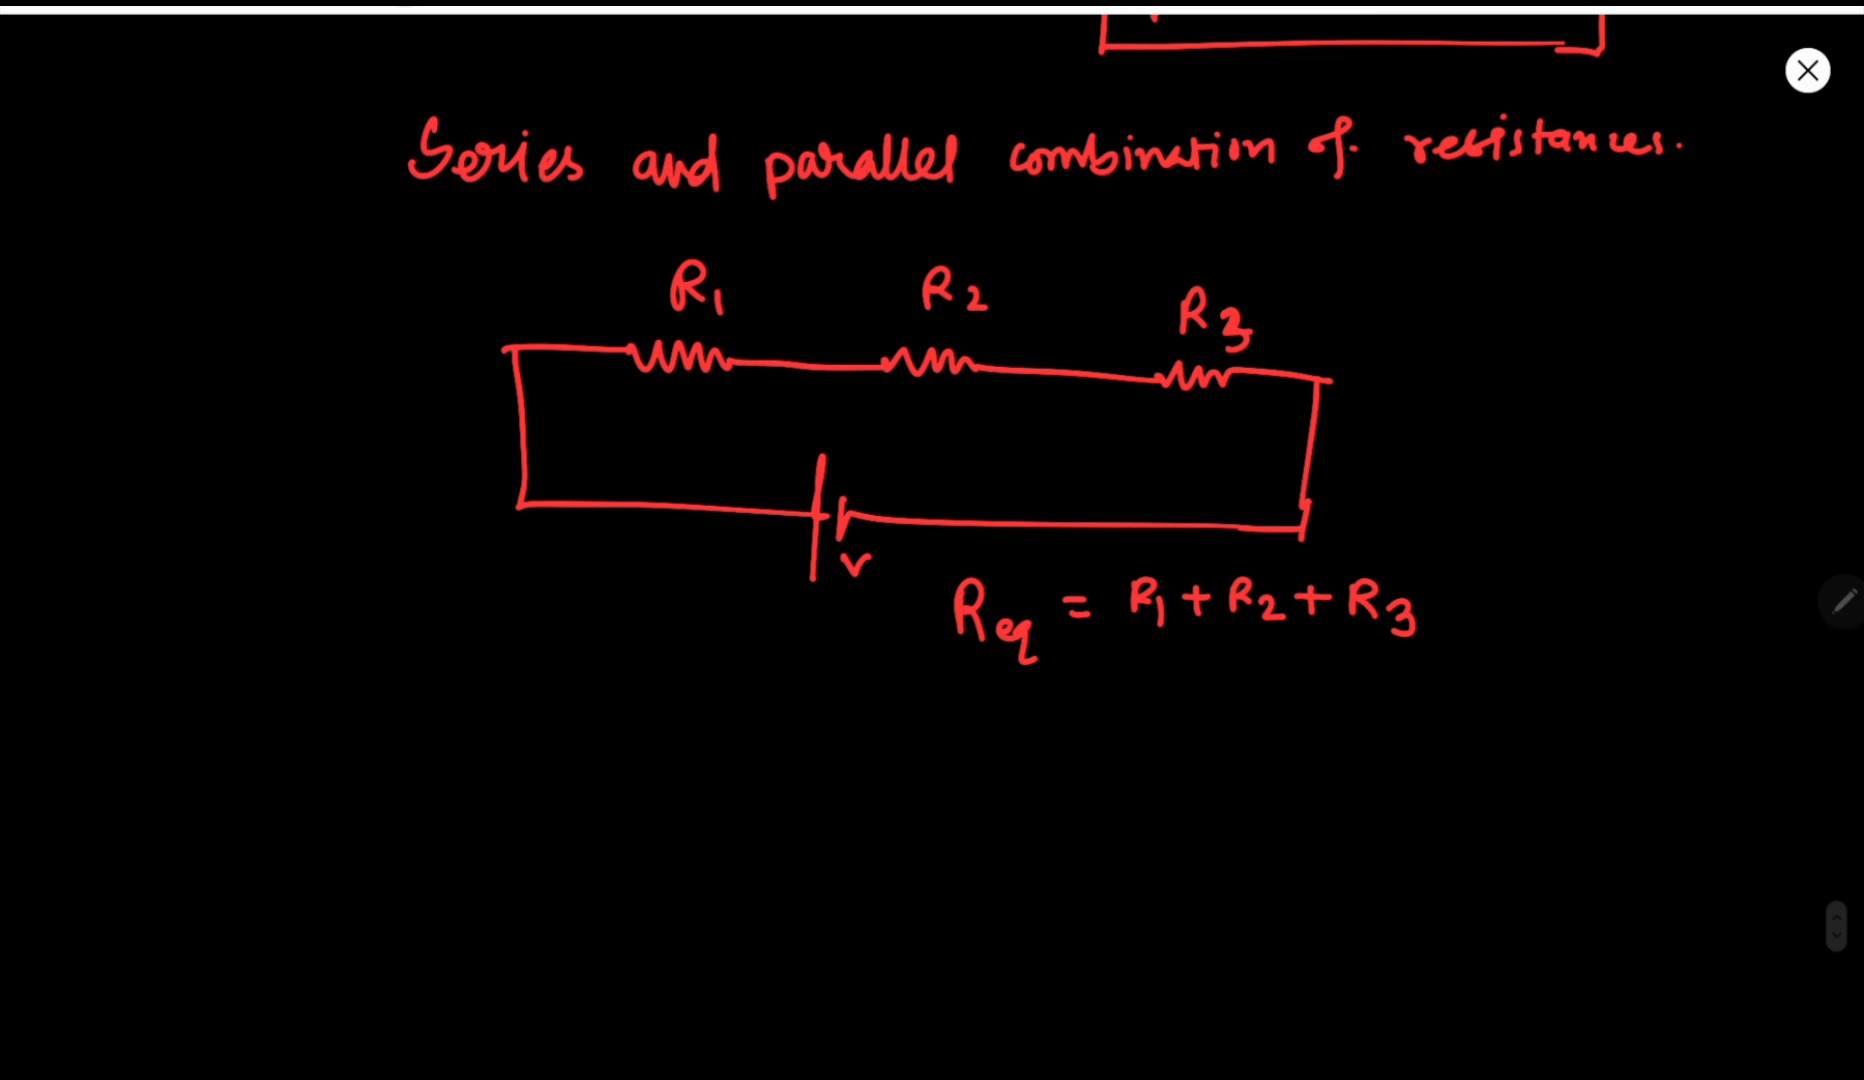 Series and parallel combination of. resistances.
R1 R2 R3
V
Req = R1 + R2 + R3